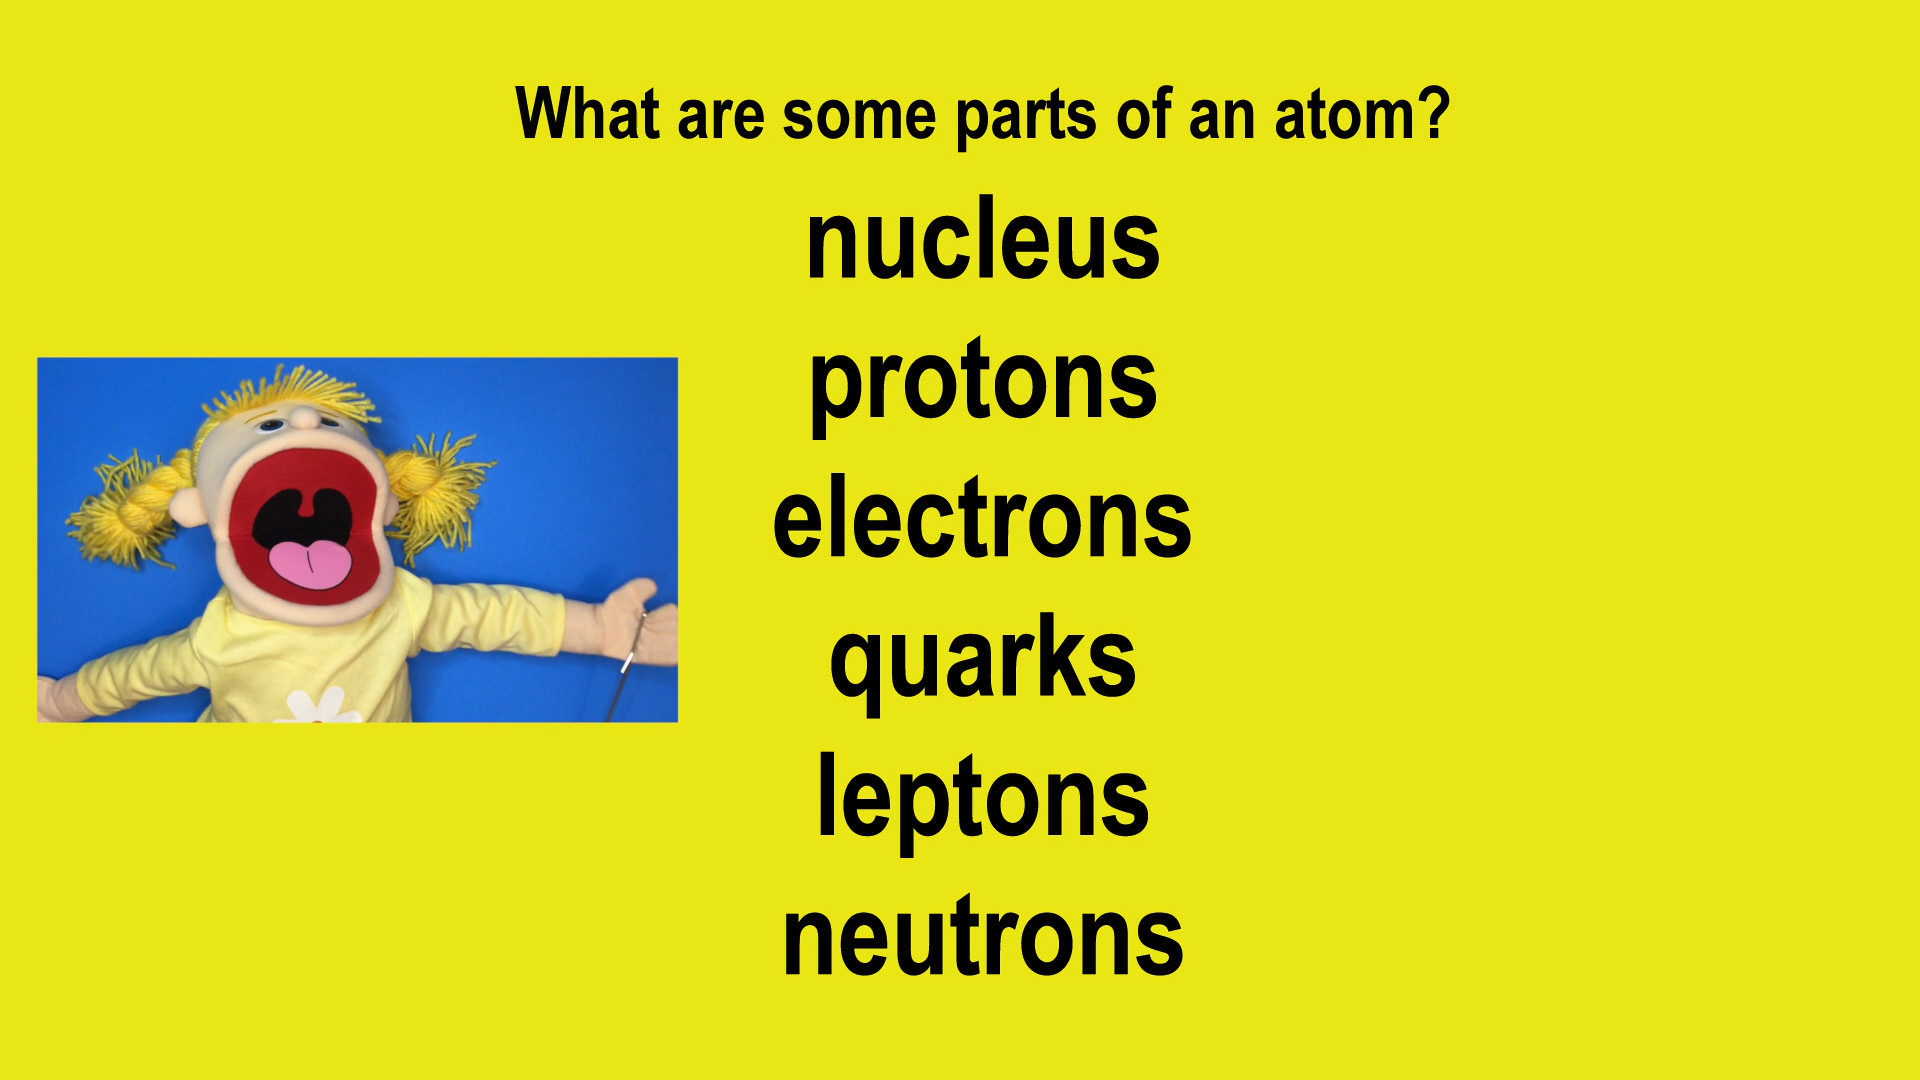 What are some parts of an atom?
nucleus
protons
electrons
quarks
leptons
neutrons